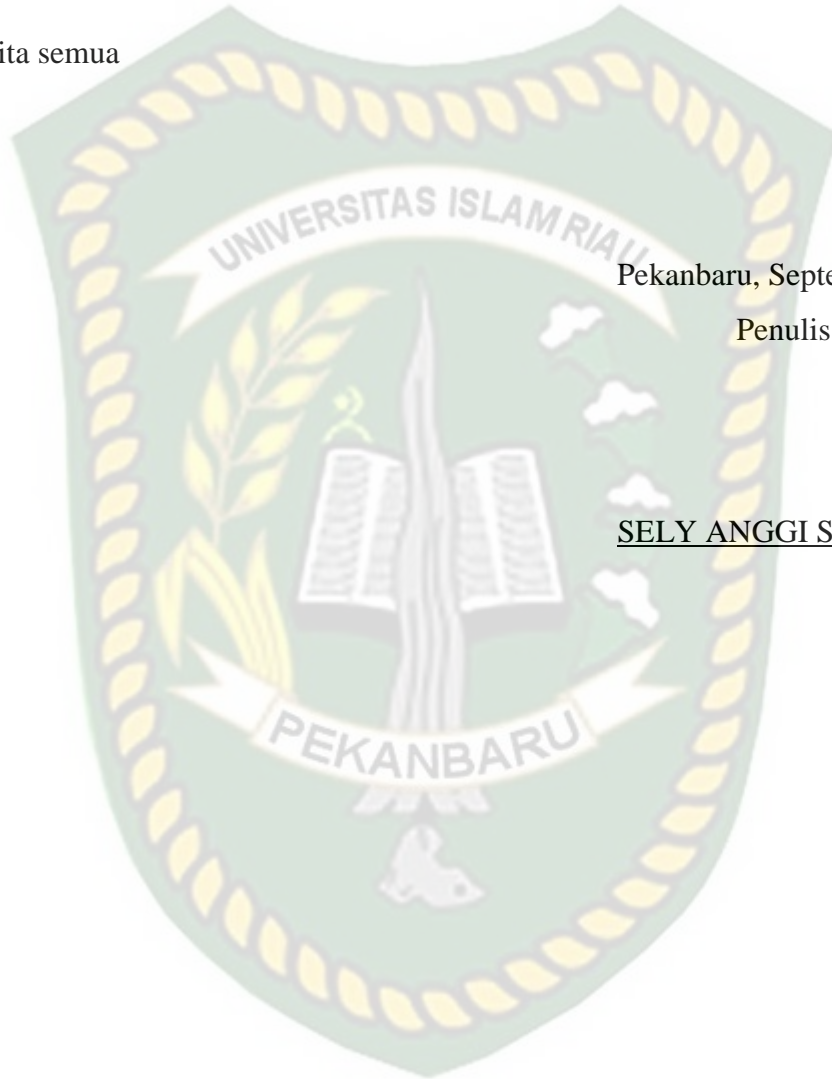 ita semua
UNIVERSITAS ISLAM RIAU
Pekanbaru, Septe
Penulis
SELY ANGGI S
PEKANBARU